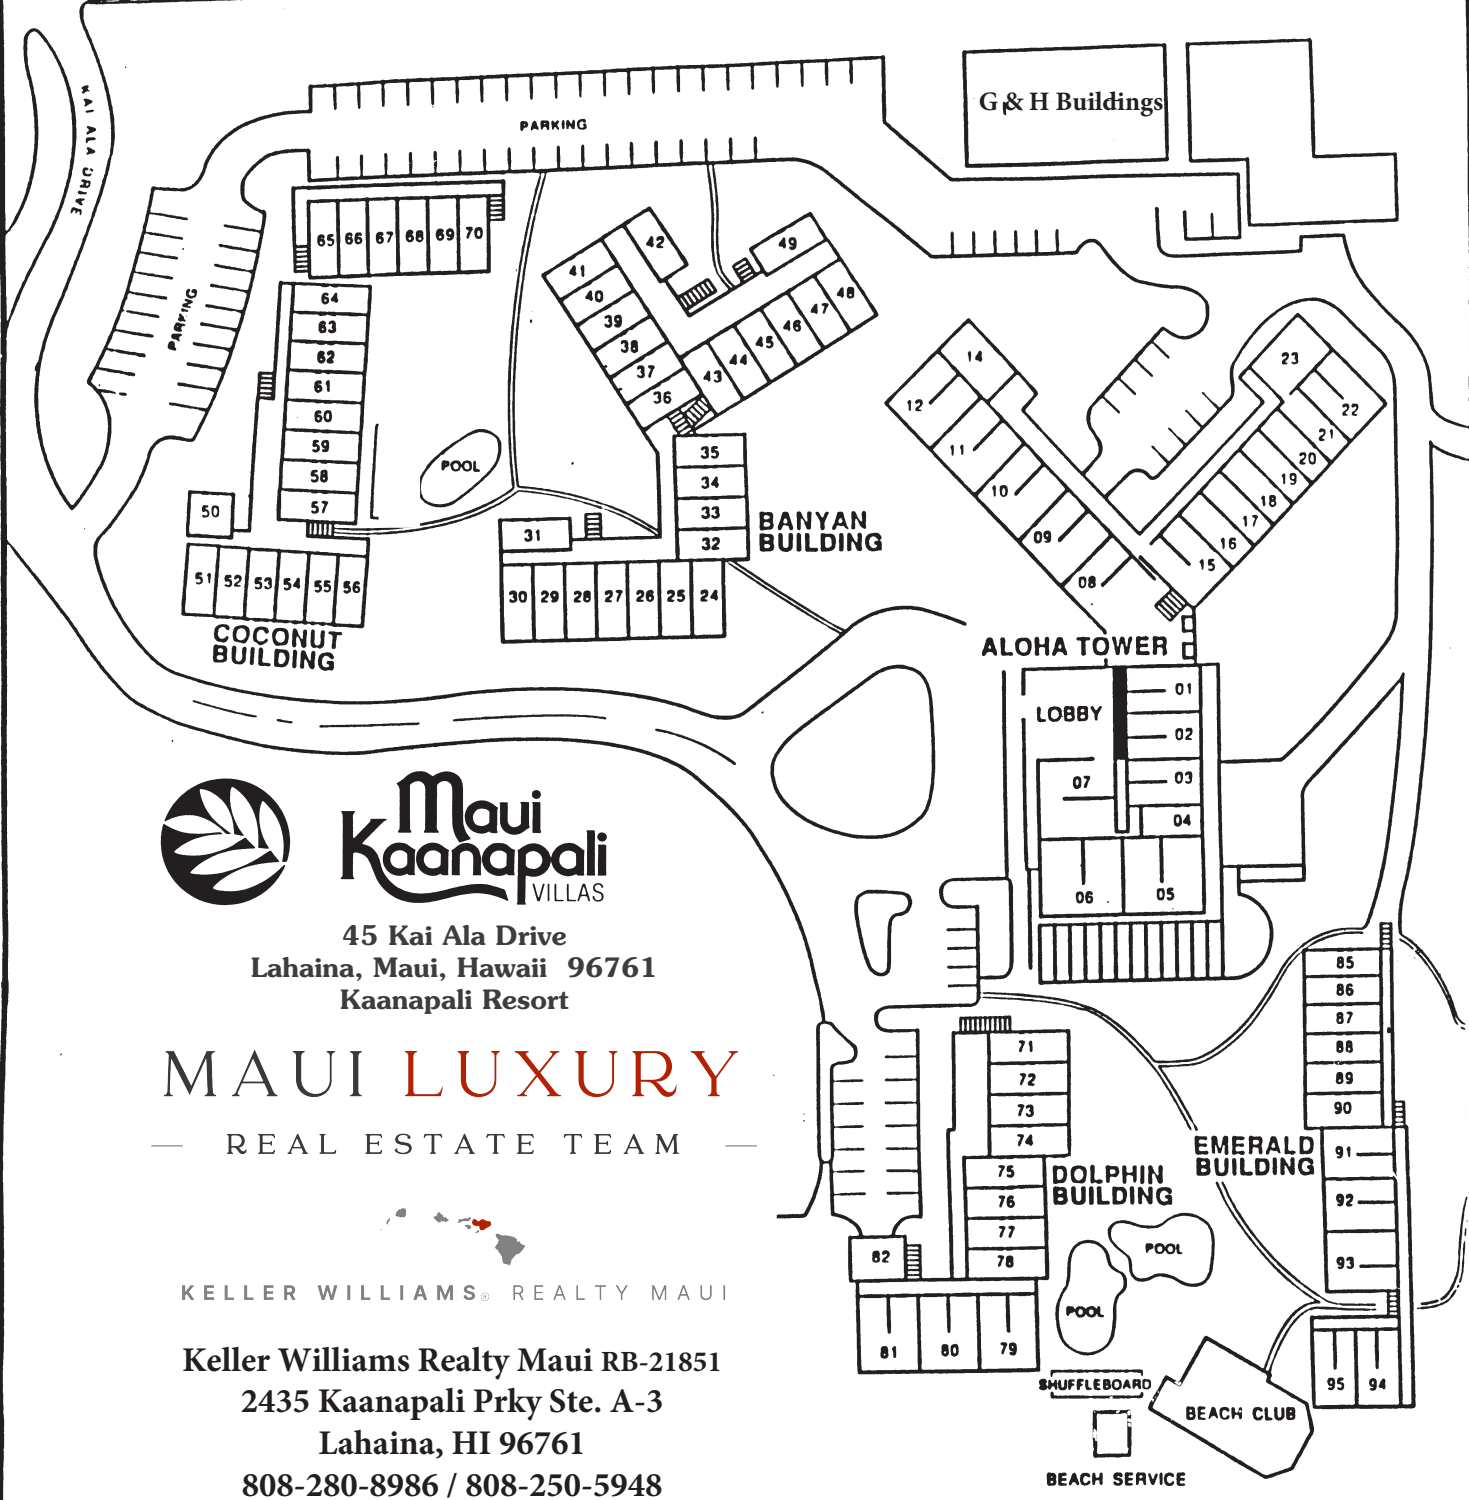 KAI ALA DRIVE
PARKING
G & H Buildings
PARKING
65 66 67 68 69 70
64
63
62
61
60
59
58
57
50
51 52 53 54 55 56
COCONUT
BUILDING
POOL
42
49
41
40
39
38
37
36
43 44 45 46 47 48
35
34
33
32
31
30 29 28 27 26 25 24
BANYAN
BUILDING
14
12
11
10
09
08
23
22
21
20
19
18
17
16
15
ALOHA TOWER
LOBBY
01
02
03
04
07
06 05
Maui
Kaanapali
VILLAS
45 Kai Ala Drive
Lahaina, Maui, Hawaii 96761
Kaanapali Resort
MAUI LUXURY
— REAL ESTATE TEAM —
KELLER WILLIAMS® REALTY MAUI
Keller Williams Realty Maui RB-21851
2435 Kaanapali Prky Ste. A-3
Lahaina, HI 96761
808-280-8986 / 808-250-5948
71
72
73
74
75
76
77
78
82
81 80 79
DOLPHIN
BUILDING
POOL
POOL
SHUFFLEBOARD
BEACH SERVICE
BEACH CLUB
85
86
87
88
89
90
91
92
93
95 94
EMERALD
BUILDING